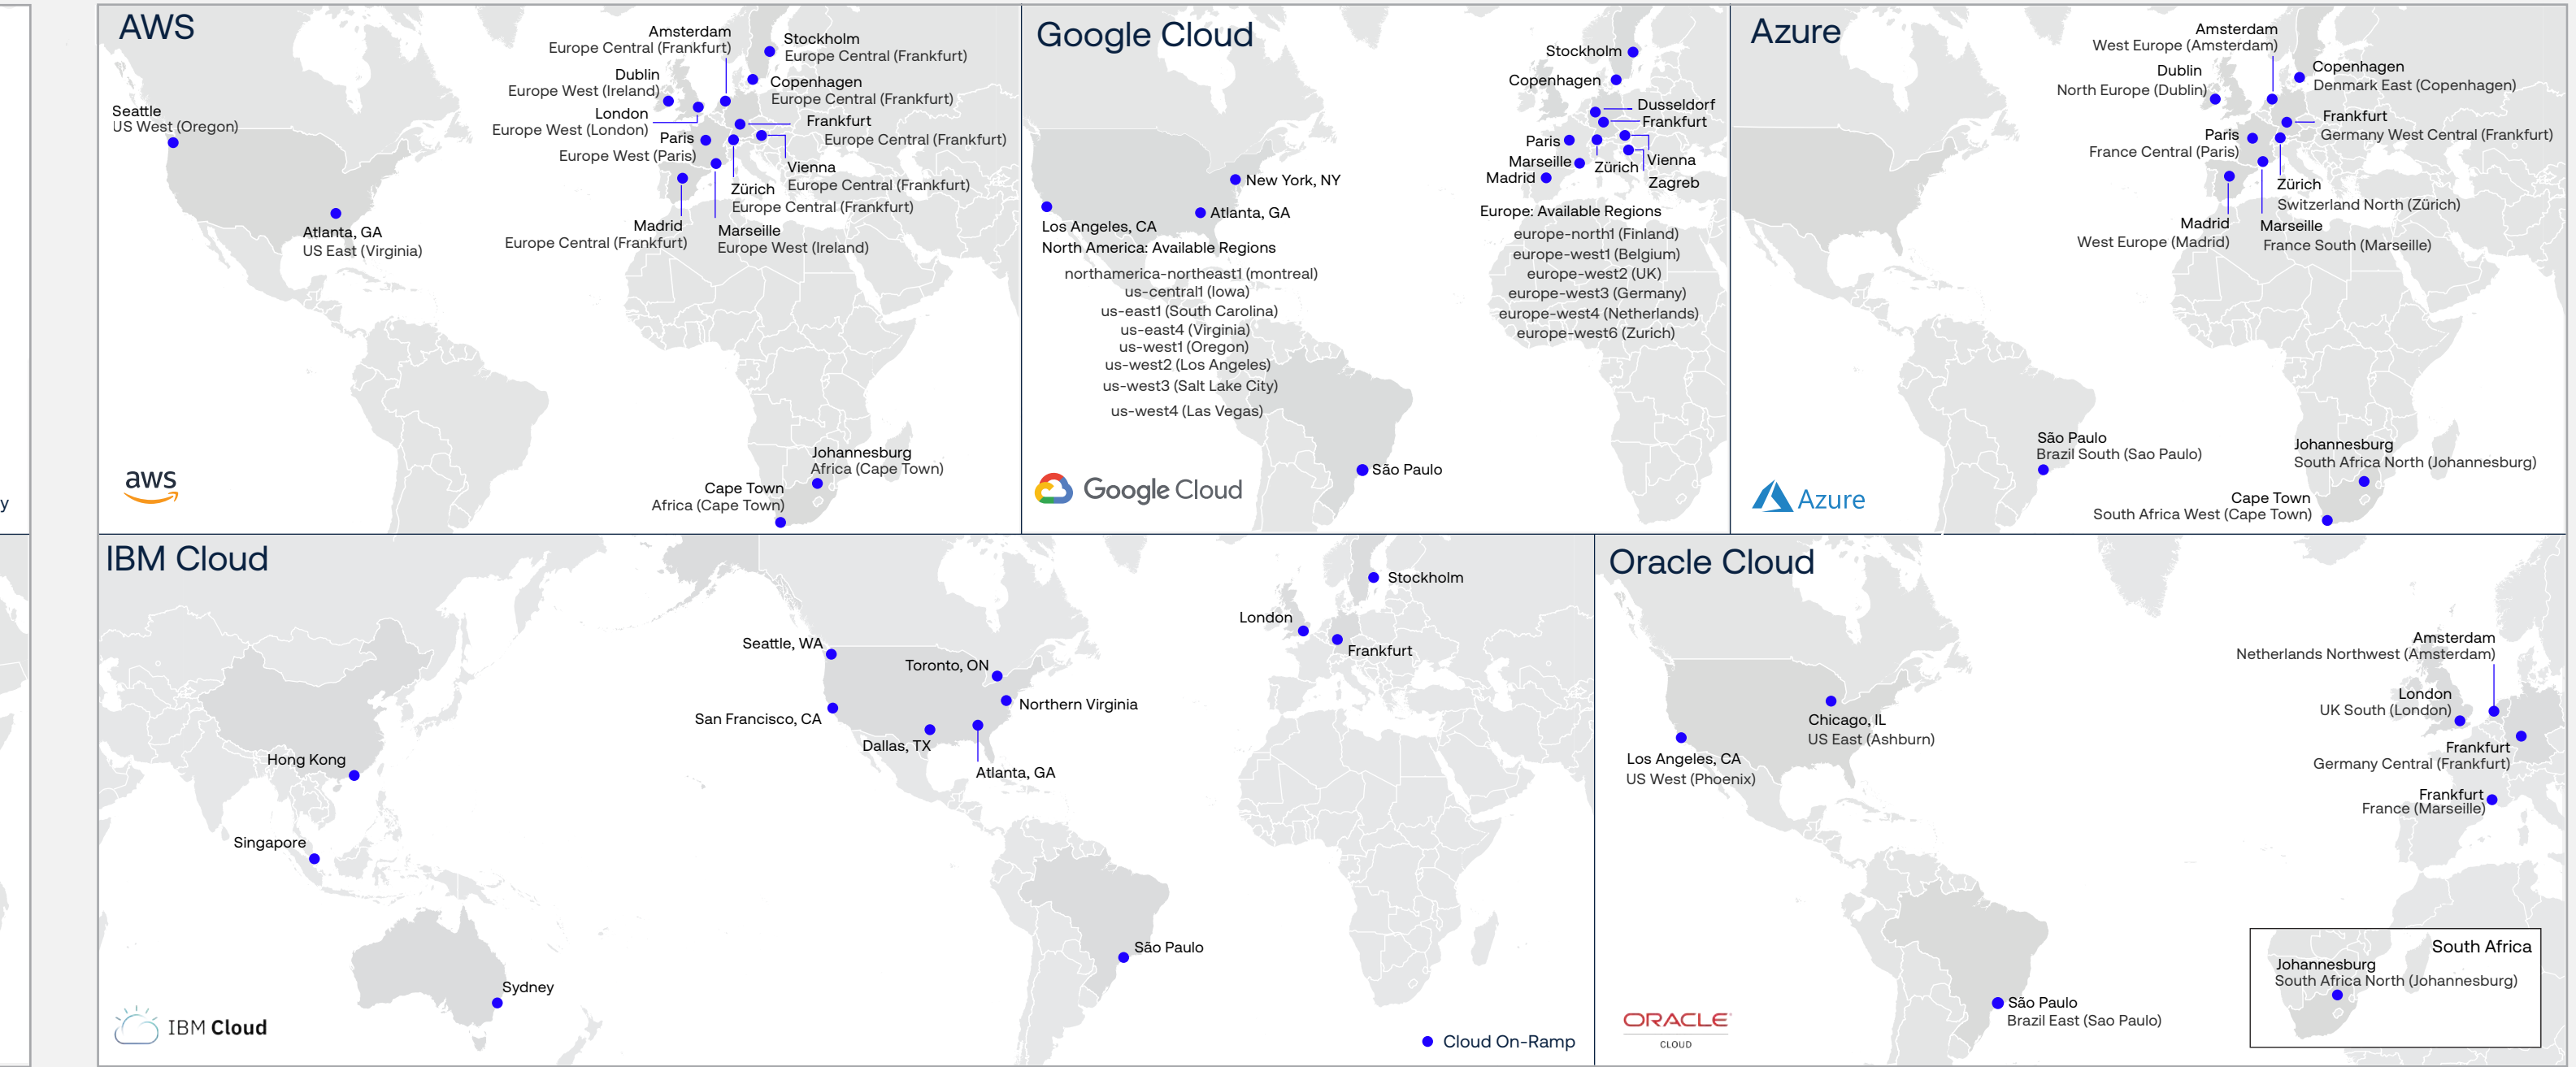 y
AWS
Seattle
US West (Oregon)
Atlanta, GA
US East (Virginia)
Amsterdam
Europe Central (Frankfurt)
Stockholm
Europe Central (Frankfurt)
Dublin
Europe West (Ireland)
Copenhagen
Europe Central (Frankfurt)
London
Europe West (London)
Frankfurt
Europe Central (Frankfurt)
Paris
Europe West (Paris)
Vienna
Europe Central (Frankfurt)
Zürich
Europe Central (Frankfurt)
Madrid
Europe Central (Frankfurt)
Marseille
Europe West (Ireland)
Johannesburg
Africa (Cape Town)
Cape Town
Africa (Cape Town)
aws
Google Cloud
Stockholm
Copenhagen
Dusseldorf
Frankfurt
Paris
Marseille
Zürich
Vienna
Madrid
Zagreb
New York, NY
Los Angeles, CA
Atlanta, GA
North America: Available Regions
northamerica-northeast1 (montreal)
us-central1 (Iowa)
us-east1 (South Carolina)
us-east4 (Virginia)
us-west1 (Oregon)
us-west2 (Los Angeles)
us-west3 (Salt Lake City)
us-west4 (Las Vegas)
Europe: Available Regions
europe-north1 (Finland)
europe-west1 (Belgium)
europe-west2 (UK)
europe-west3 (Germany)
europe-west4 (Netherlands)
europe-west6 (Zurich)
São Paulo
Google Cloud
Azure
Amsterdam
West Europe (Amsterdam)
Dublin
North Europe (Dublin)
Copenhagen
Denmark East (Copenhagen)
Frankfurt
Germany West Central (Frankfurt)
Paris
France Central (Paris)
Zürich
Switzerland North (Zürich)
Madrid
West Europe (Madrid)
Marseille
France South (Marseille)
São Paulo
Brazil South (Sao Paulo)
Johannesburg
South Africa North (Johannesburg)
Cape Town
South Africa West (Cape Town)
Azure
IBM Cloud
Stockholm
London
Frankfurt
Seattle, WA
Toronto, ON
Northern Virginia
San Francisco, CA
Dallas, TX
Atlanta, GA
Hong Kong
Singapore
São Paulo
Sydney
IBM Cloud
Cloud On-Ramp
Oracle Cloud
Amsterdam
Netherlands Northwest (Amsterdam)
London
UK South (London)
Chicago, IL
US East (Ashburn)
Los Angeles, CA
US West (Phoenix)
Frankfurt
Germany Central (Frankfurt)
Frankfurt
France (Marseille)
South Africa
Johannesburg
South Africa North (Johannesburg)
São Paulo
Brazil East (Sao Paulo)
ORACLE
CLOUD